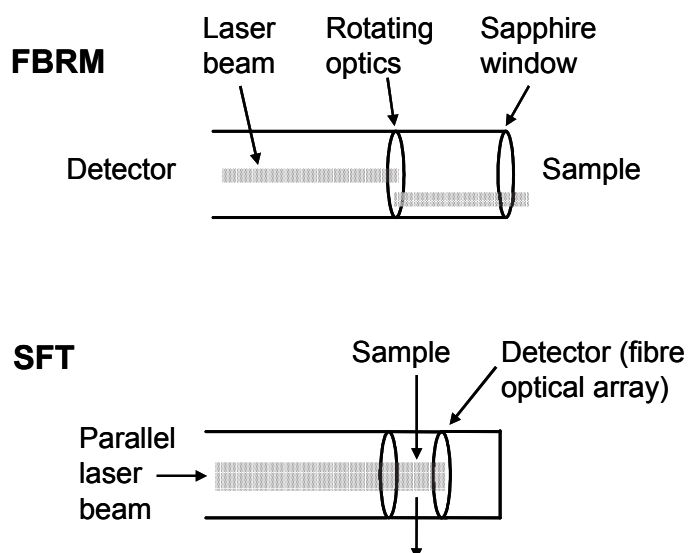 FBRM
Laser
beam
Rotating
optics
Sapphire
window
Detector
Sample
SFT
Sample
Detector (fibre
optical array)
Parallel
laser
beam